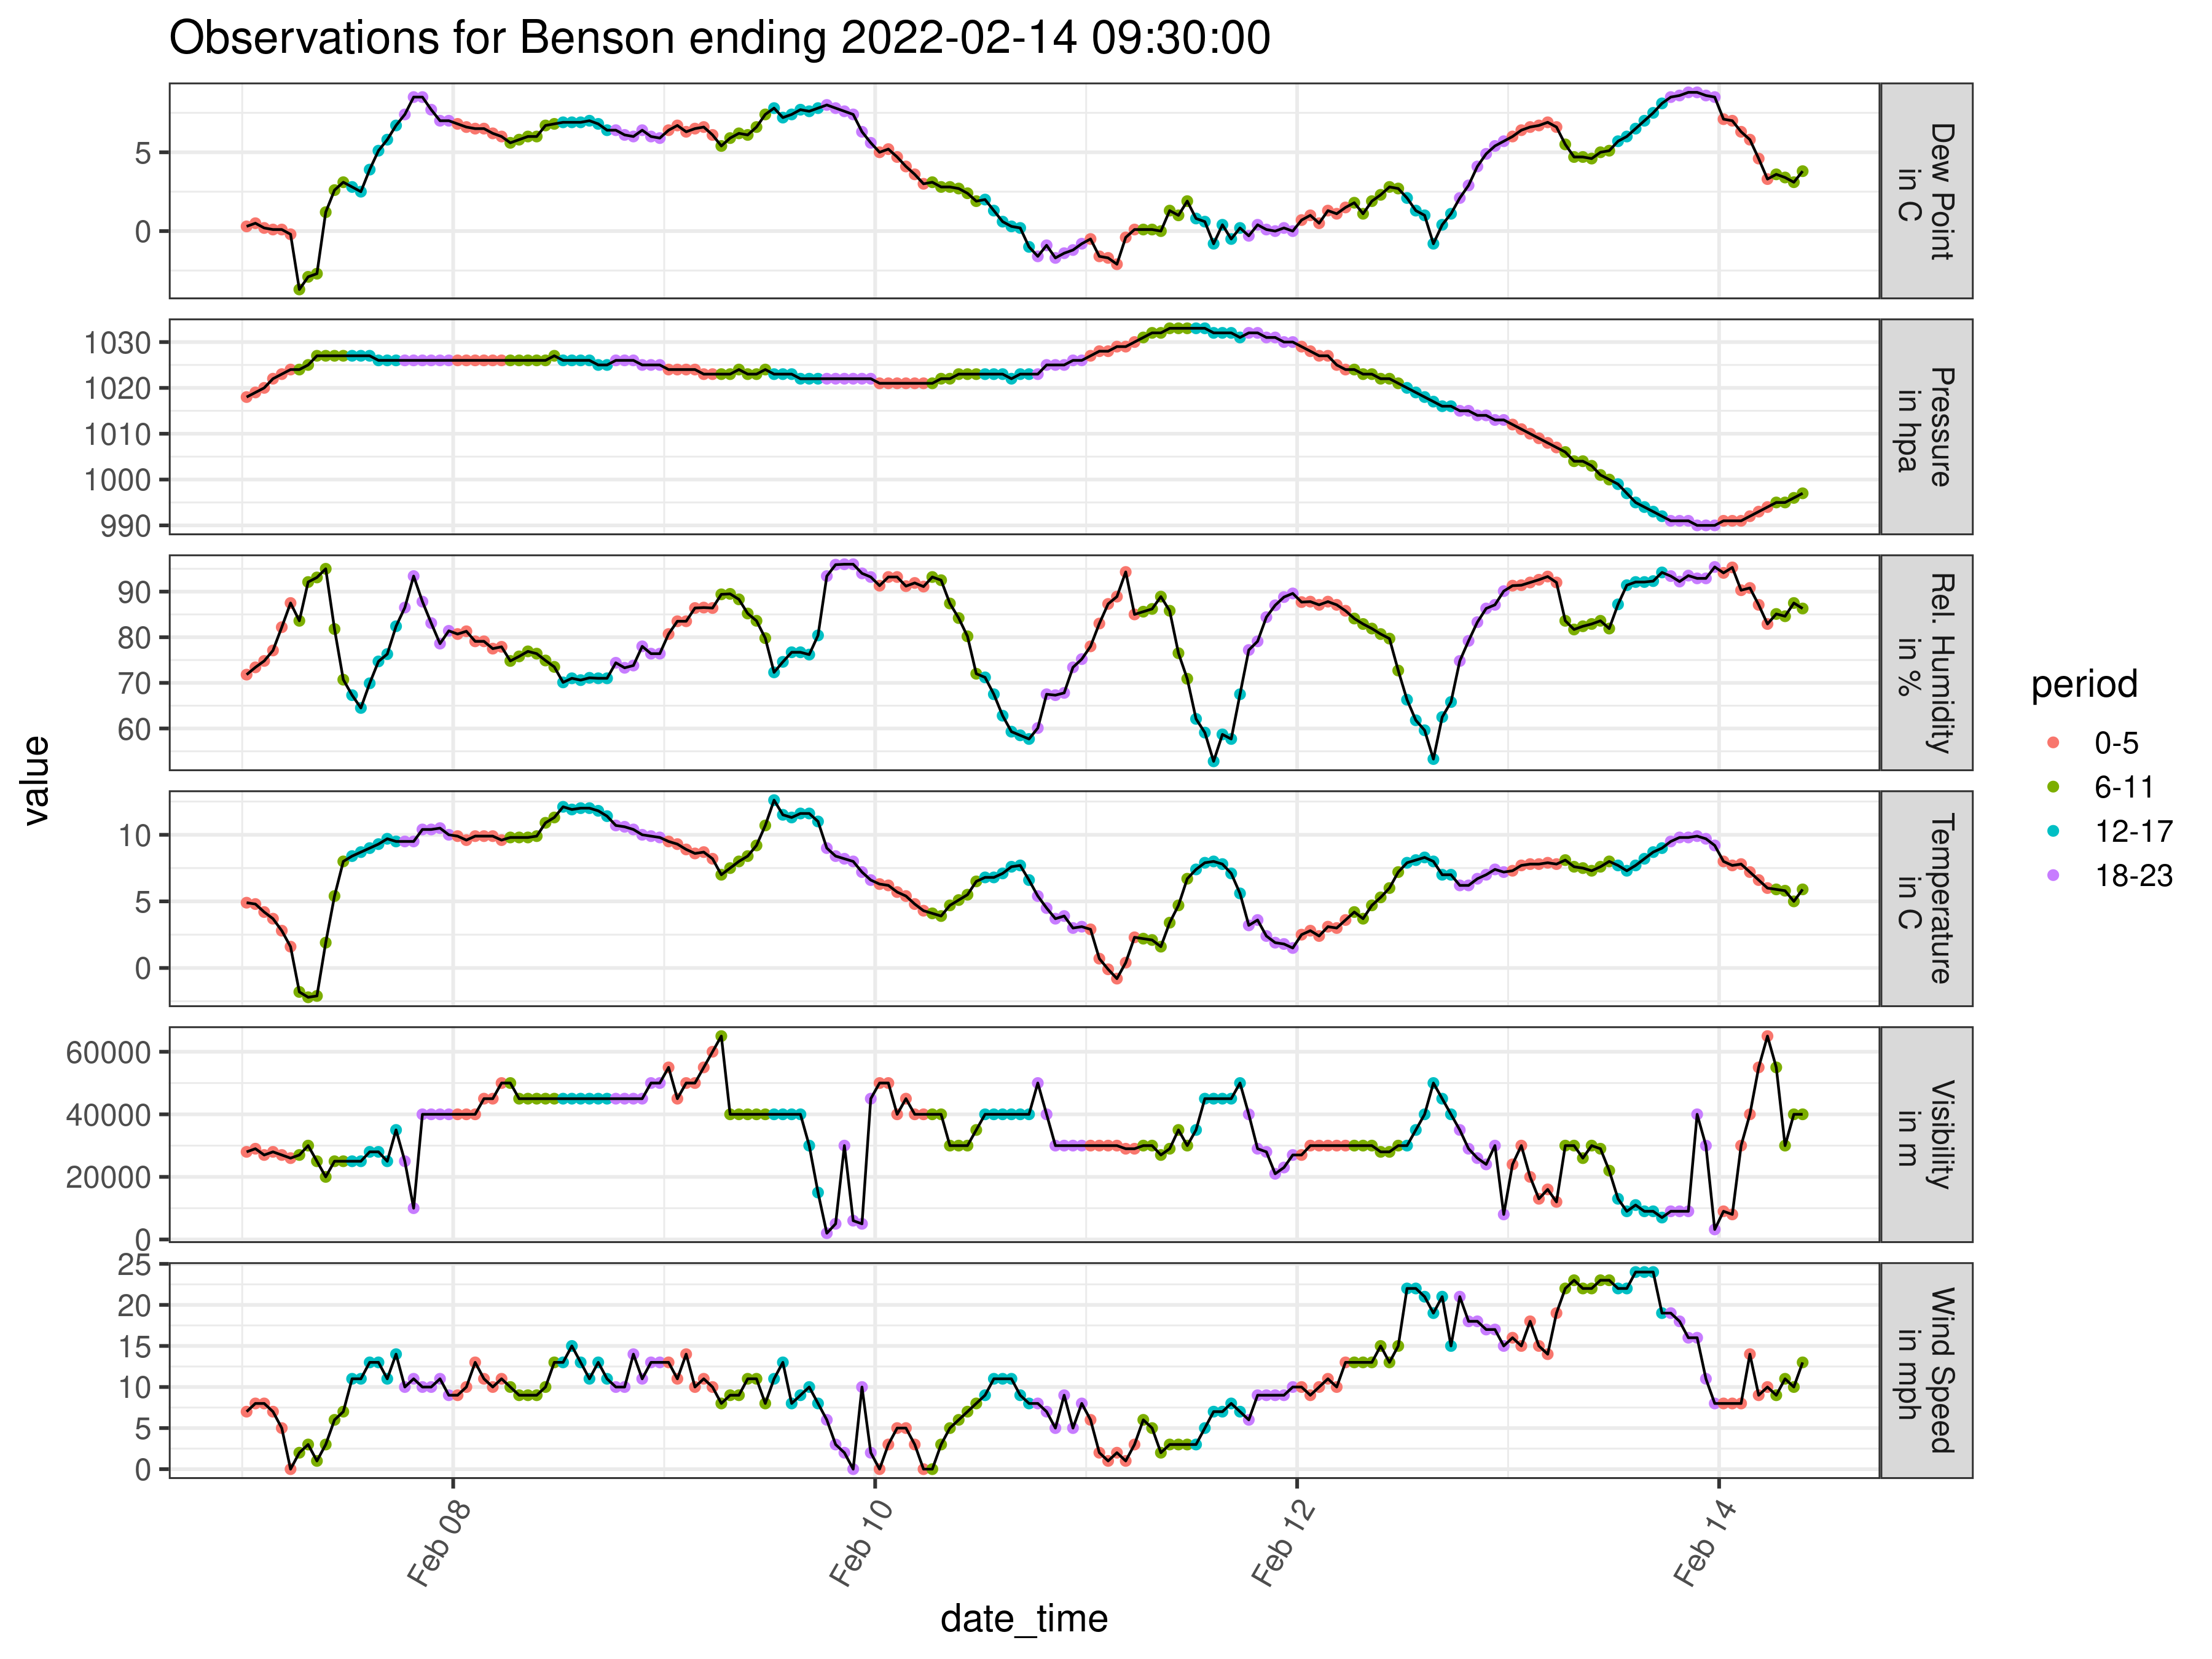 Observations for Benson ending 2022-02-14 09:30:00
value
5
0
Dew Point
in C
1030
1020
1010
1000
990
Pressure
in hpa
90
80
70
60
Rel. Humidity
in %
10
5
0
Temperature
in C
60000
40000
20000
0
Visibility
in m
25
20
15
10
5
0
Wind Speed
in mph
Feb 08
Feb 10
Feb 12
Feb 14
date_time
period
0-5
6-11
12-17
18-23